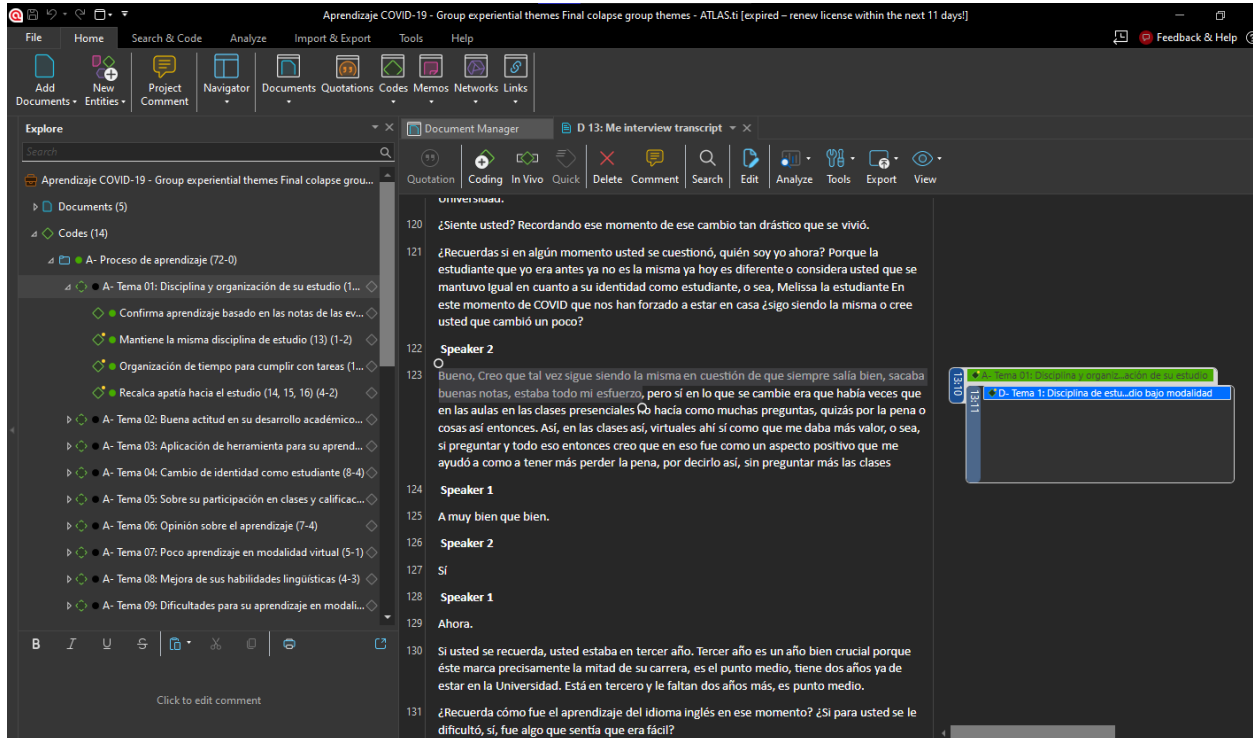 Aprendizaje COVID-19 - Group experiential themes Final colapse group themes - ATLAS.ti [expired – renew license within the next 11 days!]
File Home Search & Code Analyze Import & Export Tools Help Feedback & Help
Add Documents New Entities Project Comment Navigator Documents Quotations Codes Memos Networks Links
Explore
Document Manager D 13: Me interview transcript
Search
Quotation Coding In Vivo Quick Delete Comment Search Edit Analyze Tools Export View
Aprendizaje COVID-19 - Group experiential themes Final colapse grou...
Documents (5)
Codes (14)
A- Proceso de aprendizaje (72-0)
A- Tema 01: Disciplina y organización de su estudio (1...
Confirma aprendizaje basado en las notas de las ev...
Mantiene la misma disciplina de estudio (13) (1-2)
Organización de tiempo para cumplir con tareas (1...
Recalca apatía hacia el estudio (14, 15, 16) (4-2)
A- Tema 02: Buena actitud en su desarrollo académico...
A- Tema 03: Aplicación de herramienta para su aprend...
A- Tema 04: Cambio de identidad como estudiante (8-4)
A- Tema 05: Sobre su participación en clases y calificac...
A- Tema 06: Opinión sobre el aprendizaje (7-4)
A- Tema 07: Poco aprendizaje en modalidad virtual (5-1)
A- Tema 08: Mejora de sus habilidades lingüísticas (4-3)
A- Tema 09: Dificultades para su aprendizaje en modali...
B I U S
Click to edit comment
Universidad.
120 ¿Siente usted? Recordando ese momento de ese cambio tan drástico que se vivió.
121 ¿Recuerdas si en algún momento usted se cuestionó, quién soy yo ahora? Porque la
estudiante que yo era antes ya no es la misma ya hoy es diferente o considera usted que se
mantuvo Igual en cuanto a su identidad como estudiante, o sea, Melissa la estudiante En
este momento de COVID que nos han forzado a estar en casa ¿sigo siendo la misma o cree
usted que cambió un poco?
122 Speaker 2
123 Bueno, Creo que tal vez sigue siendo la misma en cuestión de que siempre salía bien, sacaba
buenas notas, estaba todo mi esfuerzo, pero sí en lo que se cambie era que había veces que
en las aulas en las clases presenciales no hacía como muchas preguntas, quizás por la pena o
cosas así entonces. Así, en las clases así, virtuales ahí sí como que me daba más valor, o sea,
si preguntar y todo eso entonces creo que en eso fue como un aspecto positivo que me
ayudó a como a tener más perder la pena, por decirlo así, sin preguntar más las clases
124 Speaker 1
125 A muy bien que bien.
126 Speaker 2
127 Sí
128 Speaker 1
129 Ahora.
130 Si usted se recuerda, usted estaba en tercer año. Tercer año es un año bien crucial porque
éste marca precisamente la mitad de su carrera, es el punto medio, tiene dos años ya de
estar en la Universidad. Está en tercero y le faltan dos años más, es punto medio.
131 ¿Recuerda cómo fue el aprendizaje del idioma inglés en ese momento? ¿Si para usted se le
dificultó, sí, fue algo que sentía que era fácil?
13:10 A- Tema 01: Disciplina y organiz...ación de su estudio
13:11 D- Tema 1: Disciplina de estu...dio bajo modalidad